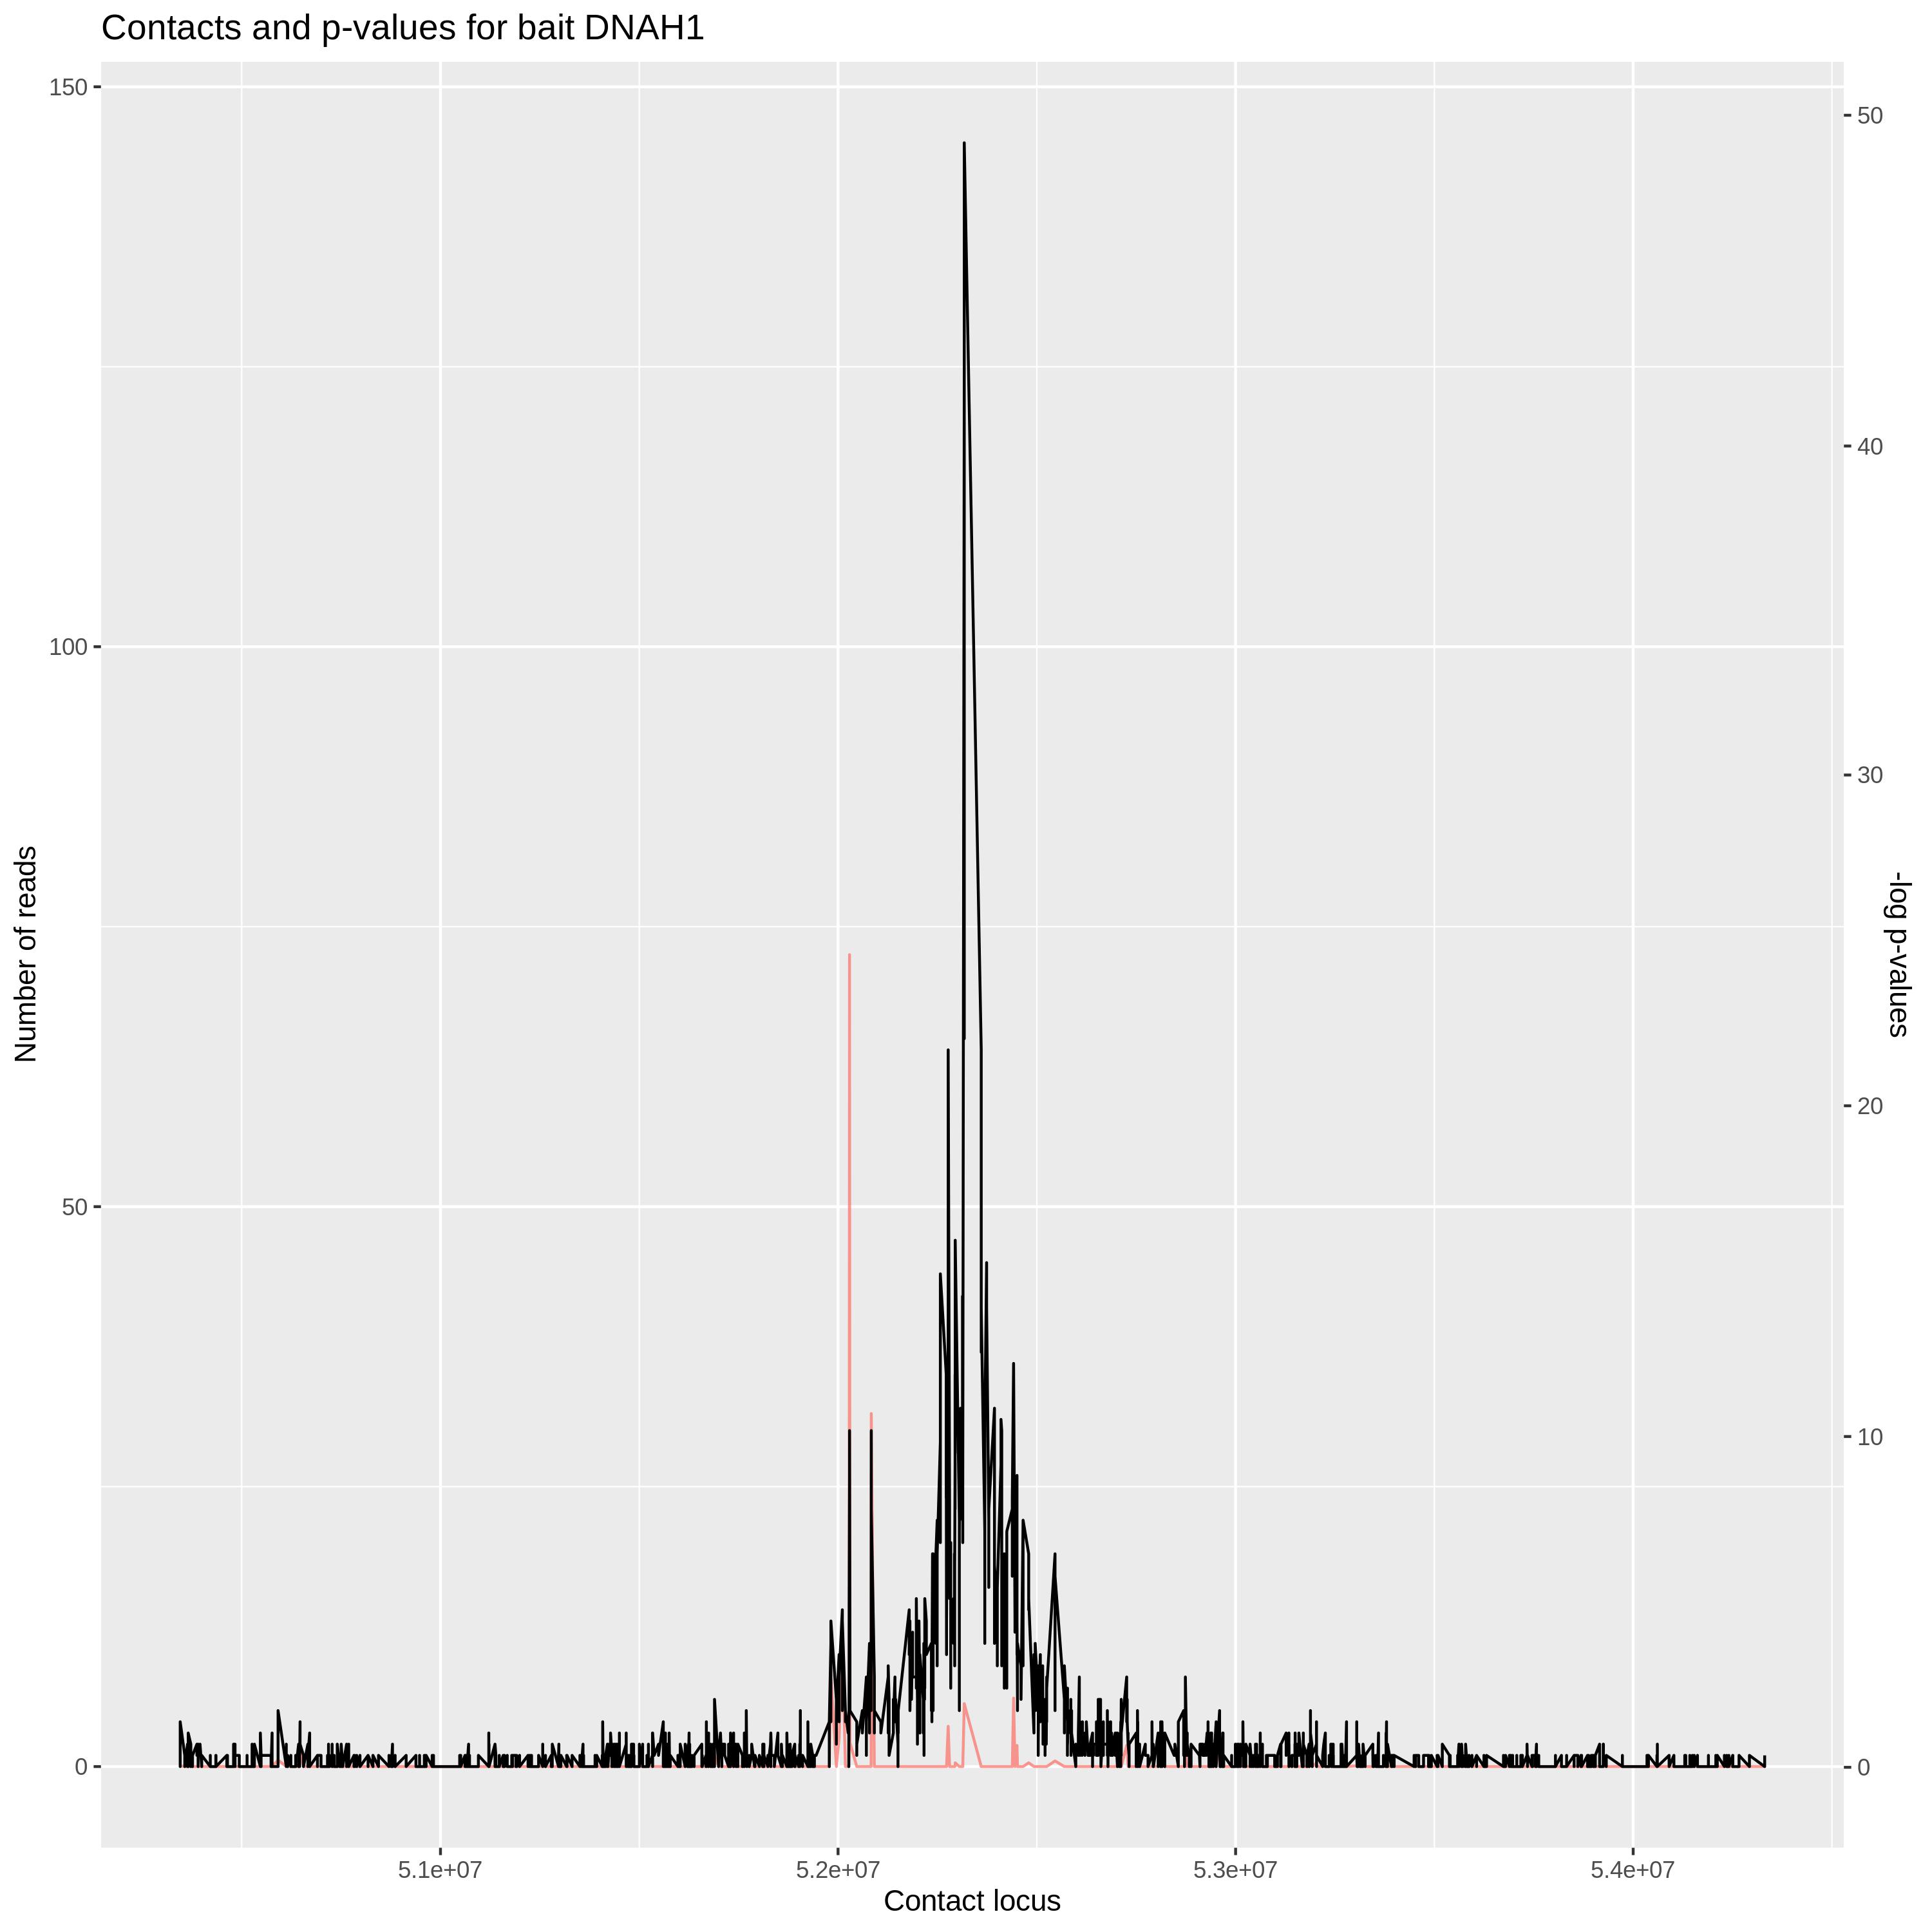 Contacts and p-values for bait DNAH1
150
100
50
0
Number of reads
50
40
30
20
10
0
-log p-values
5.1e+07
5.2e+07
5.3e+07
5.4e+07
Contact locus